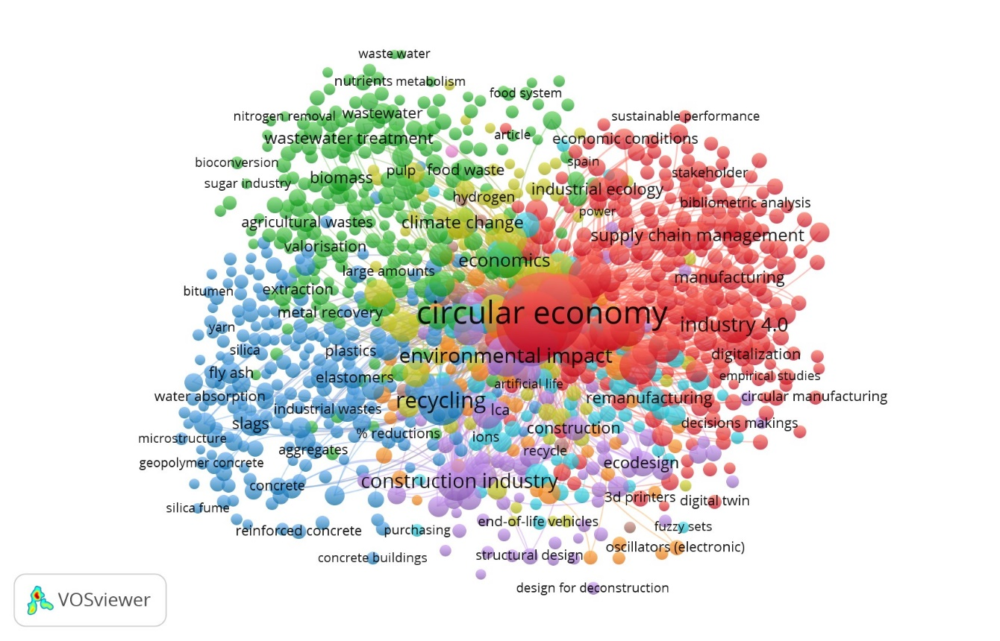 waste water
nutrients metabolism
food system
nitrogen removal wastewater
sustainable performance
wastewater treatment
article
economic conditions
bioconversion
spain
sugar industry
biomass
pulp
food waste
stakeholder
industrial ecology
hydrogen
bibliometric analysis
power
agricultural wastes
climate change
supply chain management
valorisation
economics
large amounts
manufacturing
bitumen
extraction
metal recovery
circular economy
yarn
industry 4.0
silica
plastics
environmental impact
digitalization
fly ash
elastomers
artificial life
empirical studies
water absorption
industrial wastes
recycling
lca
remanufacturing
circular manufacturing
slags
% reductions
construction
decisions makings
microstructure
ions
aggregates
recycle
geopolymer concrete
ecodesign
concrete
construction industry
3d printers
digital twin
silica fume
end-of-life vehicles
fuzzy sets
reinforced concrete
purchasing
oscillators (electronic)
concrete buildings
structural design
design for deconstruction
VOSviewer